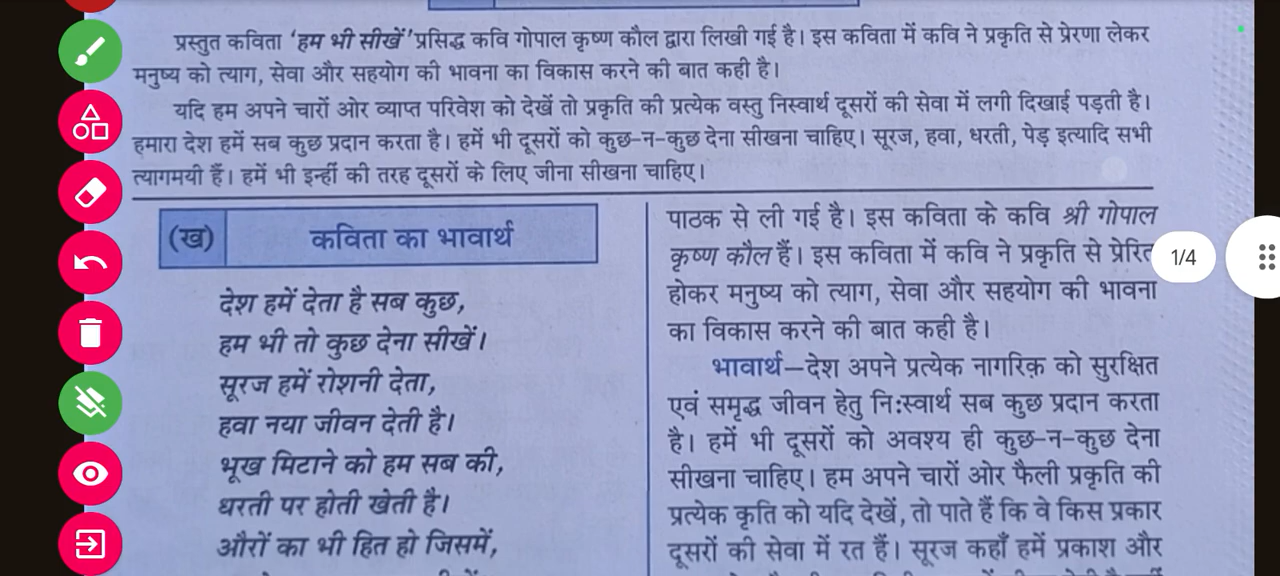 प्रस्तुत कविता 'हम भी सीखें' प्रसिद्ध कवि गोपाल कृष्ण कौल द्वारा लिखी गई है। इस कविता में कवि ने प्रकृति से प्रेरणा लेकर
मनुष्य को त्याग, सेवा और सहयोग की भावना का विकास करने की बात कही है।
यदि हम अपने चारों ओर व्याप्त परिवेश को देखें तो प्रकृति की प्रत्येक वस्तु निस्वार्थ दूसरों की सेवा में लगी दिखाई पड़ती है।
हमारा देश हमें सब कुछ प्रदान करता है। हमें भी दूसरों को कुछ-न-कुछ देना सीखना चाहिए। सूरज, हवा, धरती, पेड़ इत्यादि सभी
त्यागमयी हैं। हमें भी इन्हीं की तरह दूसरों के लिए जीना सीखना चाहिए।
(ख) कविता का भावार्थ
देश हमें देता है सब कुछ,
हम भी तो कुछ देना सीखें।
सूरज हमें रोशनी देता,
हवा नया जीवन देती है।
भूख मिटाने को हम सब की,
धरती पर होती खेती है।
औरों का भी हित हो जिसमें,
पाठक से ली गई है। इस कविता के कवि श्री गोपाल
कृष्ण कौल हैं। इस कविता में कवि ने प्रकृति से प्रेरित
होकर मनुष्य को त्याग, सेवा और सहयोग की भावना
का विकास करने की बात कही है।
भावार्थ—देश अपने प्रत्येक नागरिक़ को सुरक्षित
एवं समृद्ध जीवन हेतु नि:स्वार्थ सब कुछ प्रदान करता
है। हमें भी दूसरों को अवश्य ही कुछ-न-कुछ देना
सीखना चाहिए। हम अपने चारों ओर फैली प्रकृति की
प्रत्येक कृति को यदि देखें, तो पाते हैं कि वे किस प्रकार
दूसरों की सेवा में रत हैं। सूरज कहाँ हमें प्रकाश और
1/4